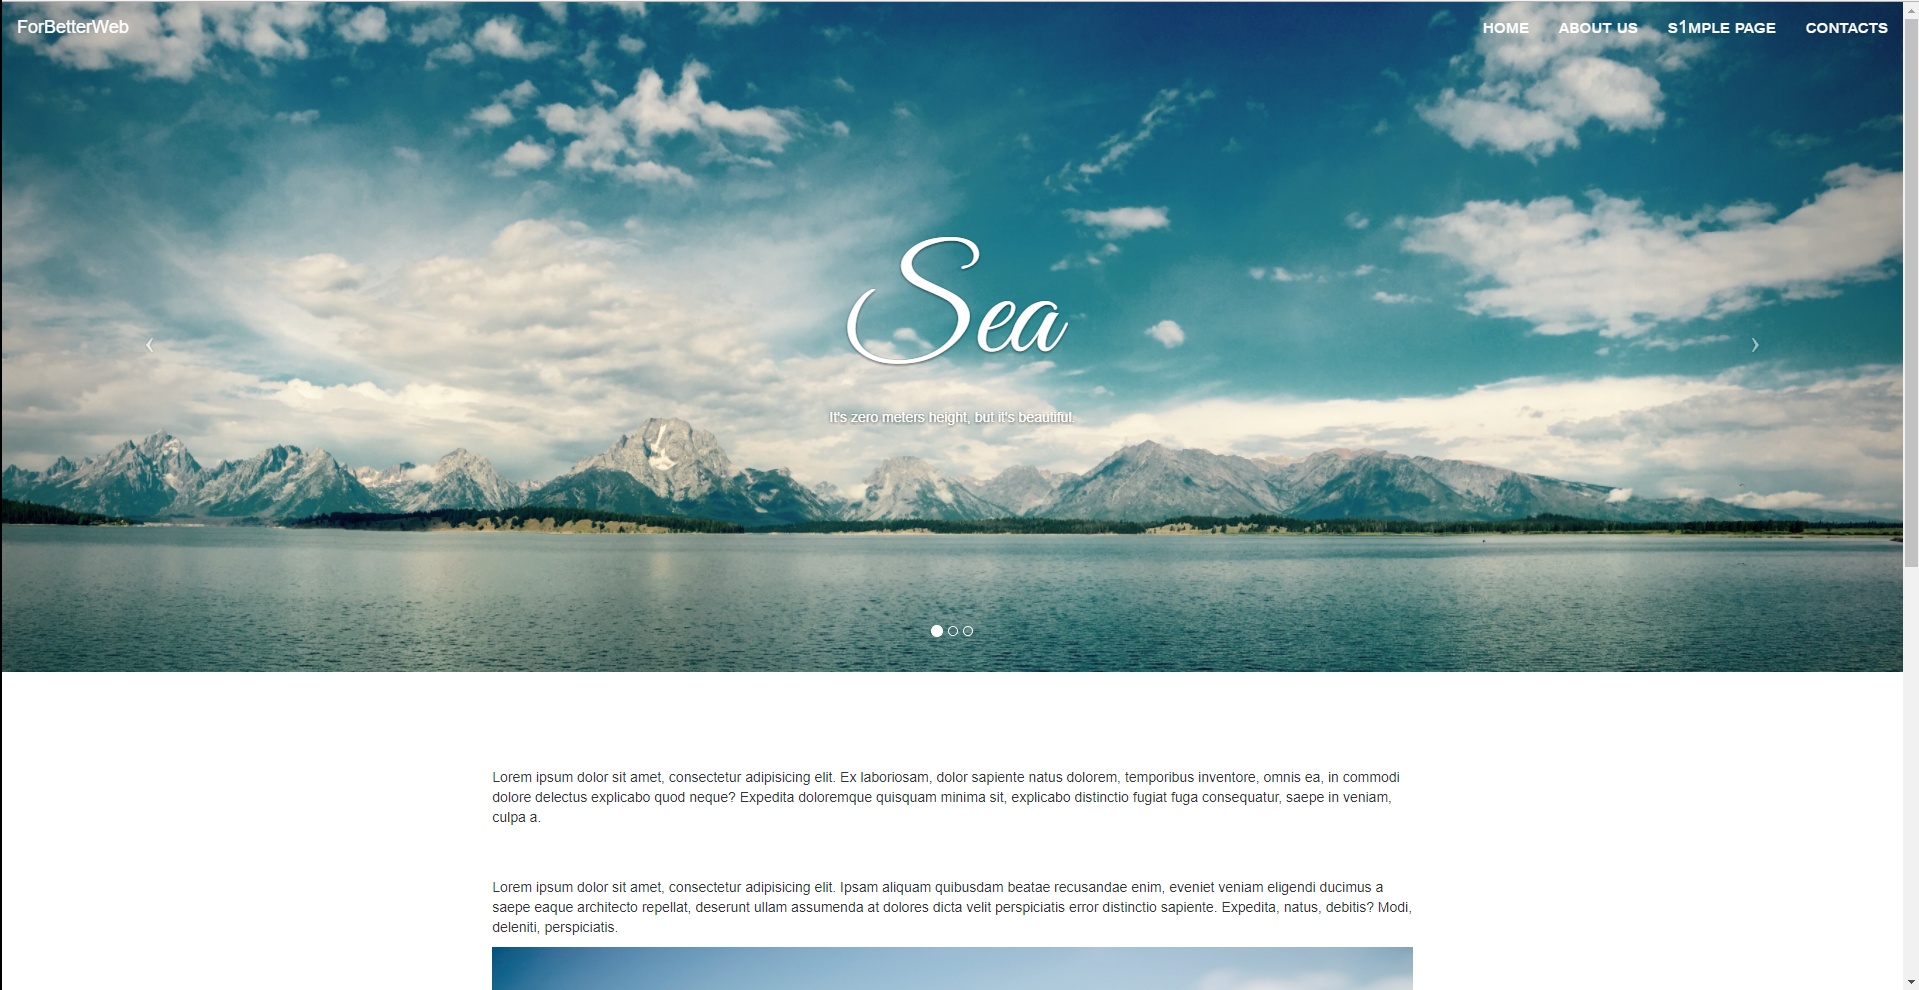 ForBetterWeb
HOME ABOUT US S1MPLE PAGE CONTACTS
Sea
It's zero meters height, but it's beautiful.
Lorem ipsum dolor sit amet, consectetur adipisicing elit. Ex laboriosam, dolor sapiente natus dolorem, temporibus inventore, omnis ea, in commodi
dolore delectus explicabo quod neque? Expedita doloremque quisquam minima sit, explicabo distinctio fugiat fuga consequatur, saepe in veniam,
culpa a.
Lorem ipsum dolor sit amet, consectetur adipisicing elit. Ipsam aliquam quibusdam beatae recusandae enim, eveniet veniam eligendi ducimus a
saepe eaque architecto repellat, deserunt ullam assumenda at dolores dicta velit perspiciatis error distinctio sapiente. Expedita, natus, debitis? Modi,
deleniti, perspiciatis.